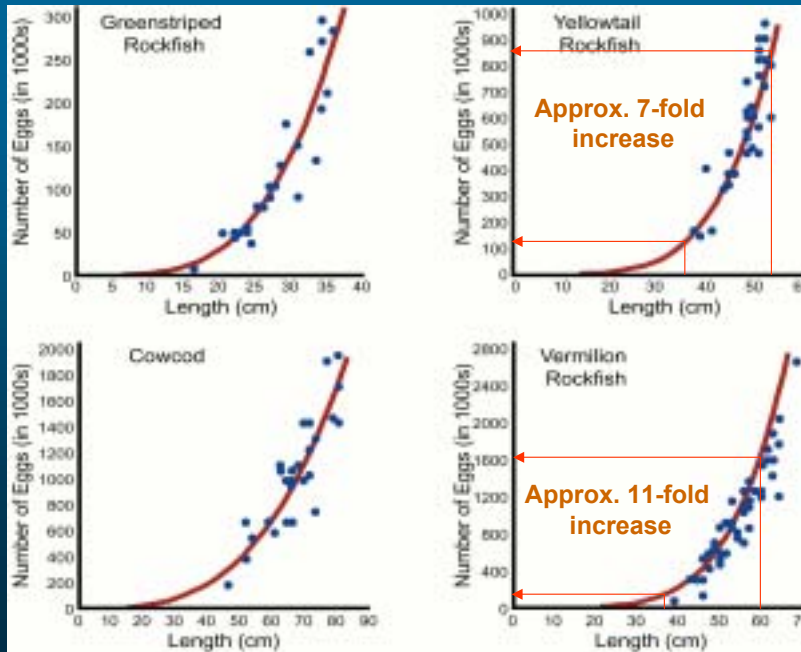 Greenstriped
Rockfish
Number of Eggs (in 1000s)
300
250
200
150
100
50
0
0 5 10 15 20 25 30 35 40
Length (cm)
Yellowtail
Rockfish
Approx. 7-fold
increase
Number of Eggs (in 1000s)
1000
900
800
700
600
500
400
300
200
100
0
0 10 20 30 40 50 60
Length (cm)
Cowcod
Number of Eggs (in 1000s)
2000
1800
1600
1400
1200
1000
800
600
400
200
0
0 10 20 30 40 50 60 70 80 90
Length (cm)
Vermilion
Rockfish
Approx. 11-fold
increase
Number of Eggs (in 1000s)
2800
2400
2000
1600
1200
800
400
0
0 10 20 30 40 50 60 70
Length (cm)